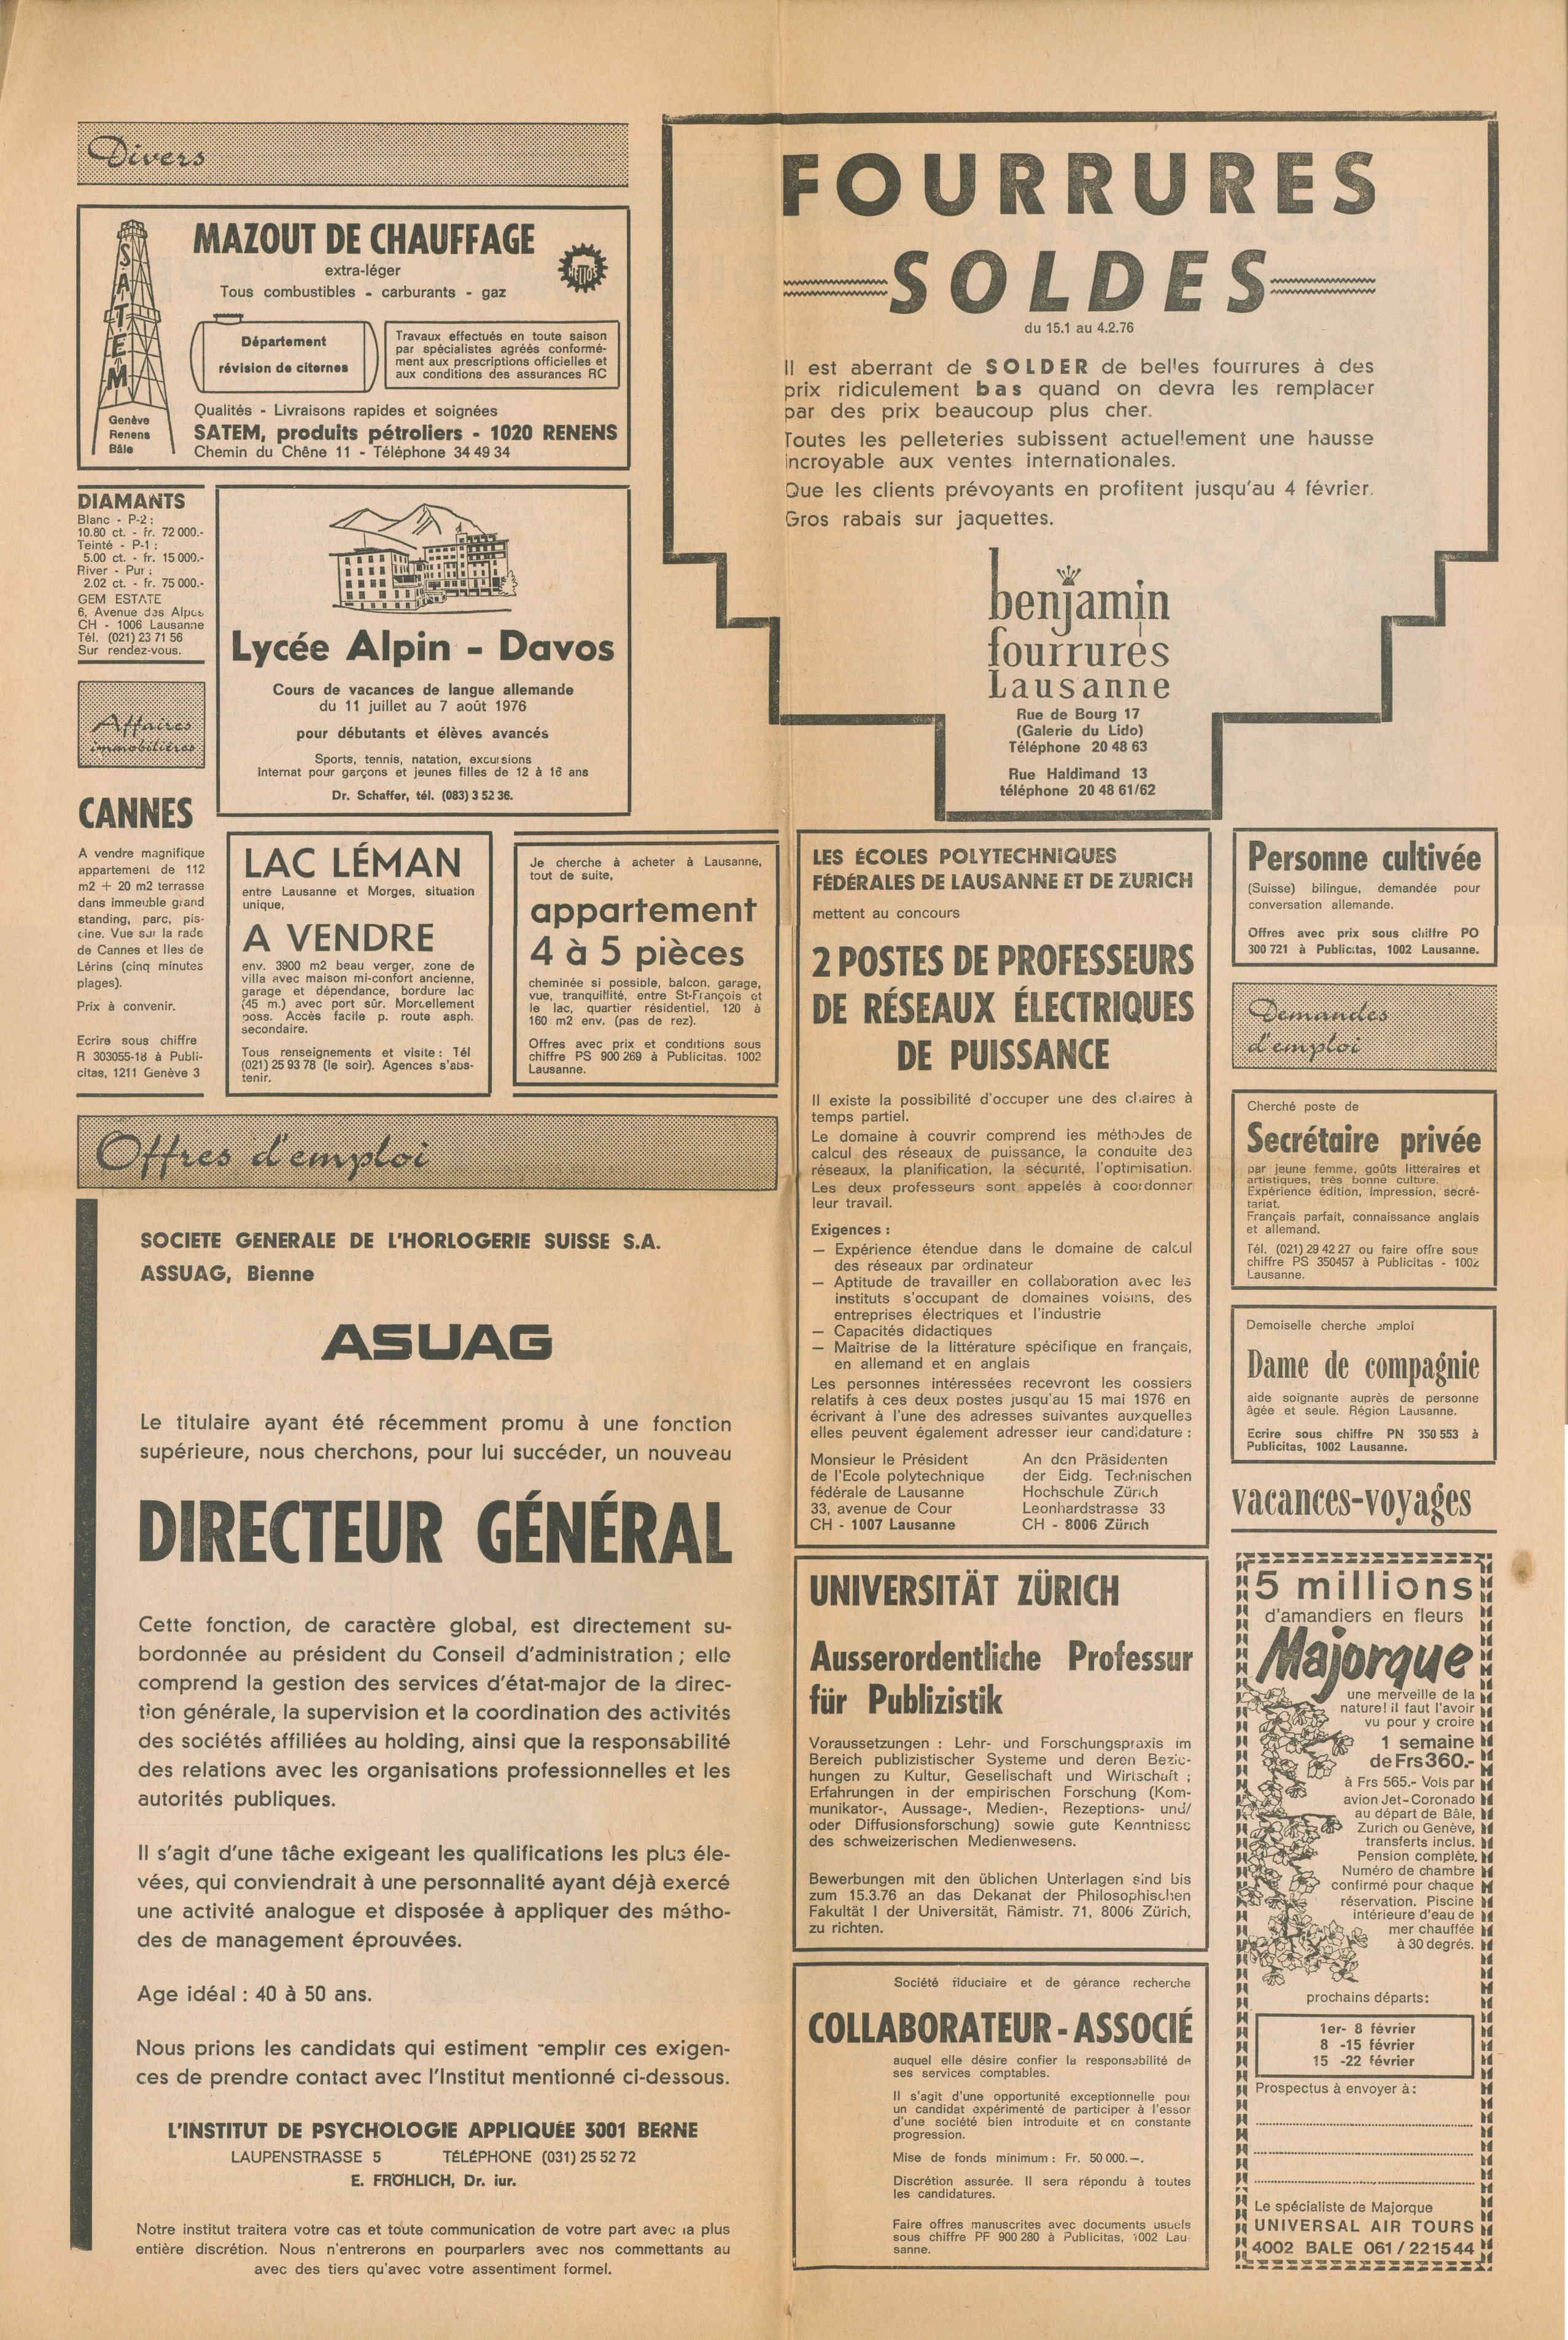 Divers
SATEM
Genève
Renens
Bâle
MAZOUT DE CHAUFFAGE
extra-léger
Tous combustibles - carburants - gaz
HELIOS
Département
révision de citernes
Travaux effectués en toute saison
par spécialistes agréés conformé-
ment aux prescriptions officielles et
aux conditions des assurances RC
Qualités - Livraisons rapides et soignées
SATEM, produits pétroliers - 1020 RENENS
Chemin du Chêne 11 - Téléphone 34 49 34
DIAMANTS
Blanc - P-2 :
10.80 ct. - fr. 72 000.-
Teinté - P-1 :
5.00 ct. - fr. 15 000.-
River - Pur :
2.02 ct. - fr. 75 000.-
GEM ESTATE
6, Avenue des Alpes
CH - 1006 Lausanne
Tél. (021) 23 71 56
Sur rendez-vous.
Lycée Alpin - Davos
Cours de vacances de langue allemande
du 11 juillet au 7 août 1976
pour débutants et élèves avancés
Sports, tennis, natation, excursions
Internat pour garçons et jeunes filles de 12 à 16 ans
Dr. Schaffer, tél. (083) 3 52 36.
FOURRURES
SOLDES
du 15.1 au 4.2.76
Il est aberrant de SOLDER de belles fourrures à des
prix ridiculement bas quand on devra les remplacer
par des prix beaucoup plus cher.
Toutes les pelleteries subissent actuellement une hausse
incroyable aux ventes internationales.
Que les clients prévoyants en profitent jusqu'au 4 février.
Gros rabais sur jaquettes.
benjamin
fourrures
Lausanne
Rue de Bourg 17
(Galerie du Lido)
Téléphone 20 48 63
Rue Haldimand 13
téléphone 20 48 61/62
Affaires
immobilières
CANNES
A vendre magnifique
appartement de 112
m2 + 20 m2 terrasse
dans immeuble grand
standing, parc, pis-
cine. Vue sur la rade
de Cannes et Iles de
Lérins (cinq minutes
plages).
Prix à convenir.
Ecrire sous chiffre
R 303055-18 à Publi-
citas, 1211 Genève 3
LAC LÉMAN
entre Lausanne et Morges, situation
unique,
A VENDRE
env. 3900 m2 beau verger, zone de
villa avec maison mi-confort ancienne,
garage et dépendance, bordure lac
(45 m.) avec port sûr. Morcellement
poss. Accès facile p. route asph.
secondaire.
Tous renseignements et visite : Tél
(021) 25 93 78 (le soir). Agences s'abs-
tenir.
Je cherche à acheter à Lausanne,
tout de suite,
appartement
4 à 5 pièces
cheminée si possible, balcon, garage,
vue, tranquillité, entre St-François et
le lac, quartier résidentiel, 120 à
160 m2 env. (pas de rez).
Offres avec prix et conditions sous
chiffre PS 900 269 à Publicitas. 1002
Lausanne.
Offres d'emploi
SOCIETE GENERALE DE L'HORLOGERIE SUISSE S.A.
ASSUAG, Bienne
ASUAG
Le titulaire ayant été récemment promu à une fonction
supérieure, nous cherchons, pour lui succéder, un nouveau
DIRECTEUR GÉNÉRAL
Cette fonction, de caractère global, est directement su-
bordonnée au président du Conseil d'administration ; elle
comprend la gestion des services d'état-major de la direc-
tion générale, la supervision et la coordination des activités
des sociétés affiliées au holding, ainsi que la responsabilité
des relations avec les organisations professionnelles et les
autorités publiques.
Il s'agit d'une tâche exigeant les qualifications les plus éle-
vées, qui conviendrait à une personnalité ayant déjà exercé
une activité analogue et disposée à appliquer des métho-
des de management éprouvées.
Age idéal : 40 à 50 ans.
Nous prions les candidats qui estiment remplir ces exigen-
ces de prendre contact avec l'Institut mentionné ci-dessous.
L'INSTITUT DE PSYCHOLOGIE APPLIQUÉE 3001 BERNE
LAUPENSTRASSE 5 TÉLÉPHONE (031) 25 52 72
E. FRÖHLICH, Dr. iur.
Notre institut traitera votre cas et toute communication de votre part avec la plus
entière discrétion. Nous n'entrerons en pourparlers avec nos commettants au
avec des tiers qu'avec votre assentiment formel.
LES ÉCOLES POLYTECHNIQUES
FÉDÉRALES DE LAUSANNE ET DE ZURICH
mettent au concours
2 POSTES DE PROFESSEURS
DE RÉSEAUX ÉLECTRIQUES
DE PUISSANCE
Il existe la possibilité d'occuper une des chaires à
temps partiel.
Le domaine à couvrir comprend les méthodes de
calcul des réseaux de puissance, la conduite des
réseaux, la planification, la sécurité, l'optimisation.
Les deux professeurs sont appelés à coordonner
leur travail.
Exigences :
— Expérience étendue dans le domaine de calcul
des réseaux par ordinateur
— Aptitude de travailler en collaboration avec les
instituts s'occupant de domaines voisins, des
entreprises électriques et l'industrie
— Capacités didactiques
— Maîtrise de la littérature spécifique en français,
en allemand et en anglais
Les personnes intéressées recevront les dossiers
relatifs à ces deux postes jusqu'au 15 mai 1976 en
écrivant à l'une des adresses suivantes auxquelles
elles peuvent également adresser leur candidature :
Monsieur le Président
de l'Ecole polytechnique
fédérale de Lausanne
33, avenue de Cour
CH - 1007 Lausanne
An den Präsidenten
der Eidg. Technischen
Hochschule Zürich
Leonhardstrasse 33
CH - 8006 Zürich
UNIVERSITÄT ZÜRICH
Ausserordentliche Professur
für Publizistik
Voraussetzungen : Lehr- und Forschungspraxis im
Bereich publizistischer Systeme und deren Bezie-
hungen zu Kultur, Gesellschaft und Wirtschaft ;
Erfahrungen in der empirischen Forschung (Kom-
munikator-, Aussage-, Medien-, Rezeptions- und/
oder Diffusionsforschung) sowie gute Kenntnisse
des schweizerischen Medienwesens.
Bewerbungen mit den üblichen Unterlagen sind bis
zum 15.3.76 an das Dekanat der Philosophischen
Fakultät I der Universität, Rämistr. 71, 8006 Zürich,
zu richten.
Société fiduciaire et de gérance recherche
COLLABORATEUR - ASSOCIÉ
auquel elle désire confier la responsabilité de
ses services comptables.
Il s'agit d'une opportunité exceptionnelle pour
un candidat expérimenté de participer à l'essor
d'une société bien introduite et en constante
progression.
Mise de fonds minimum : Fr. 50 000.—.
Discrétion assurée. Il sera répondu à toutes
les candidatures.
Faire offres manuscrites avec documents usuels
sous chiffre PF 900 280 à Publicitas, 1002 Lau-
sanne.
Personne cultivée
(Suisse) bilingue, demandée pour
conversation allemande.
Offres avec prix sous chiffre PO
300 721 à Publicitas, 1002 Lausanne.
Demandes
d'emploi
Cherché poste de
Secrétaire privée
par jeune femme, goûts littéraires et
artistiques, très bonne culture.
Expérience édition, impression, secré-
tariat.
Français parfait, connaissance anglais
et allemand.
Tél. (021) 29 42 27 ou faire offre sous
chiffre PS 350457 à Publicitas - 1002
Lausanne.
Demoiselle cherche emploi
Dame de compagnie
aide soignante auprès de personne
âgée et seule. Région Lausanne.
Ecrire sous chiffre PN 350 553 à
Publicitas, 1002 Lausanne.
vacances-voyages
5 millions
d'amandiers en fleurs
Majorque
une merveille de la
nature! il faut l'avoir
vu pour y croire
1 semaine
de Frs 360.-
à Frs 565.- Vols par
avion Jet-Coronado
au départ de Bâle,
Zurich ou Genève,
transferts inclus.
Pension complète.
Numéro de chambre
confirmé pour chaque
réservation. Piscine
intérieure d'eau de
mer chauffée
à 30 degrés.
prochains départs:
1er- 8 février
8 -15 février
15 -22 février
Prospectus à envoyer à:
Le spécialiste de Majorque
UNIVERSAL AIR TOURS
4002 BALE 061 / 22 15 44